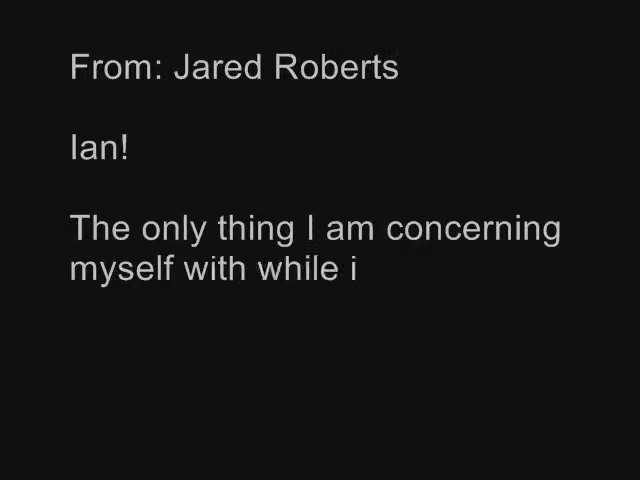 From: Jared Roberts
Ian!
The only thing I am concerning
myself with while i